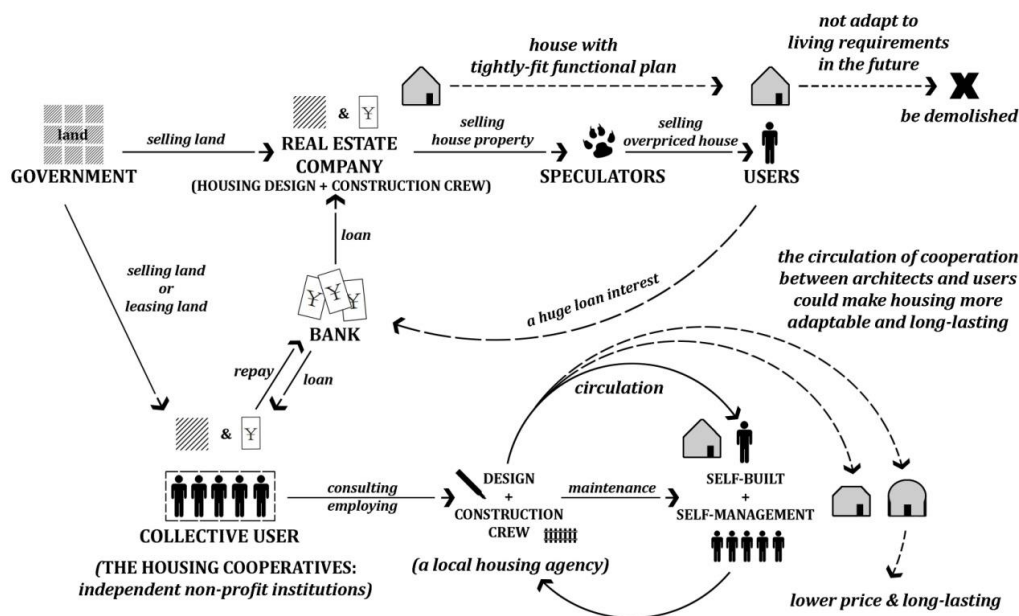 house with
tightly-fit functional plan
not adapt to
living requirements
in the future
be demolished
land
GOVERNMENT
selling land
& ¥
REAL ESTATE
COMPANY
(HOUSING DESIGN + CONSTRUCTION CREW)
selling
house property
SPECULATORS
selling
overpriced house
USERS
loan
selling land
or
leasing land
¥ ¥ ¥
BANK
a huge loan interest
the circulation of cooperation
between architects and users
could make housing more
adaptable and long-lasting
repay
loan
& ¥
circulation
COLLECTIVE USER
(THE HOUSING COOPERATIVES:
independent non-profit institutions)
consulting
employing
DESIGN
+
CONSTRUCTION
CREW
(a local housing agency)
maintenance
SELF-BUILT
+
SELF-MANAGEMENT
lower price & long-lasting